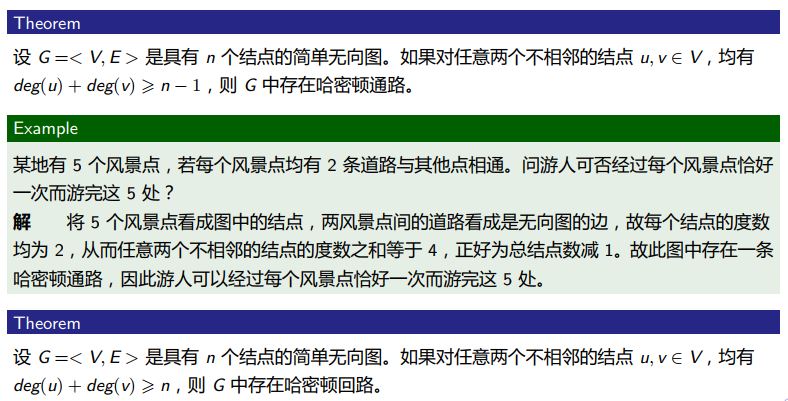 Theorem
设 G =< V, E > 是具有 n 个结点的简单无向图。如果对任意两个不相邻的结点 u, v ∈ V，均有
deg(u) + deg(v) ⩾ n − 1，则 G 中存在哈密顿通路。
Example
某地有 5 个风景点，若每个风景点均有 2 条道路与其他点相通。问游人可否经过每个风景点恰好
一次而游完这 5 处？
解 将 5 个风景点看成图中的结点，两风景点间的道路看成是无向图的边，故每个结点的度数
均为 2，从而任意两个不相邻的结点的度数之和等于 4，正好为总结点数减 1。故此图中存在一条
哈密顿通路，因此游人可以经过每个风景点恰好一次而游完这 5 处。
Theorem
设 G =< V, E > 是具有 n 个结点的简单无向图。如果对任意两个不相邻的结点 u, v ∈ V，均有
deg(u) + deg(v) ⩾ n，则 G 中存在哈密顿回路。